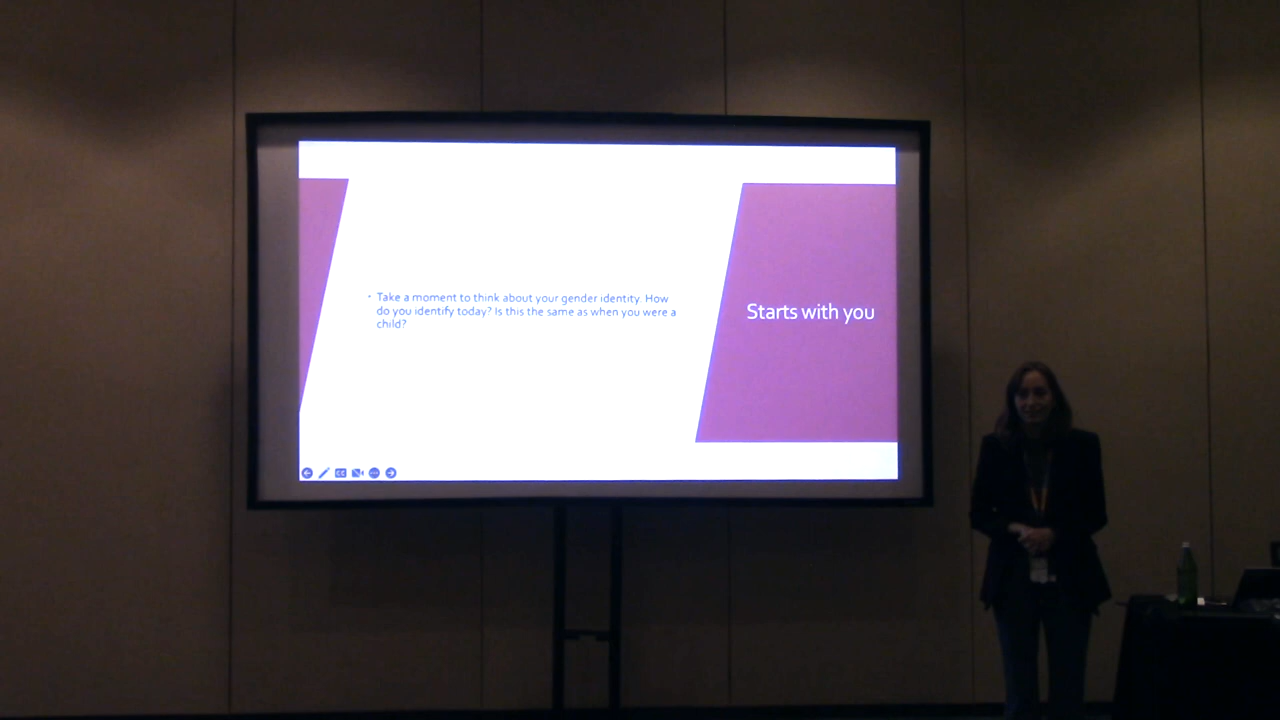 • Take a moment to think about your gender identity. How
do you identify today? Is this the same as when you were a
child?
Starts with you